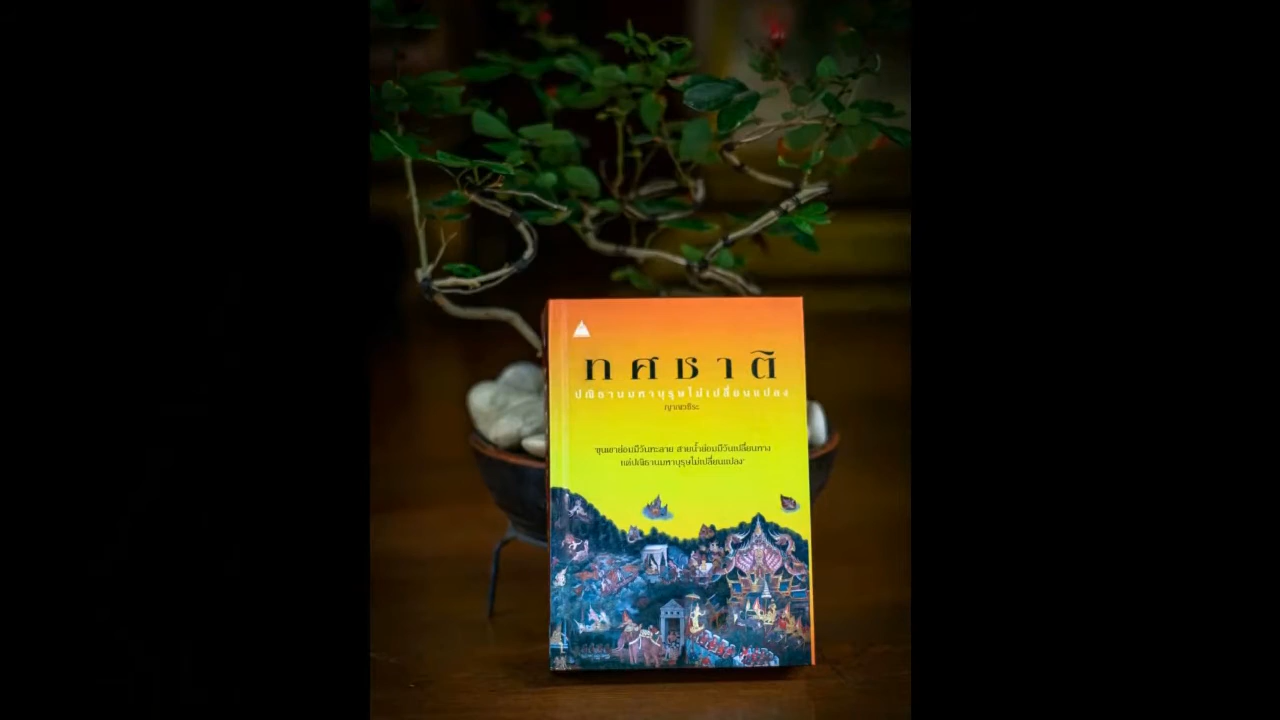 ทศชาติ
ปณิธานมหาบุรุษไม่เปลี่ยนแปลง
ญาณวชิระ
"ขุนเขาย่อมมีวันทะลาย สายน้ำย่อมมีวันเปลี่ยนทาง
แต่ปณิธานมหาบุรุษไม่เปลี่ยนแปลง"